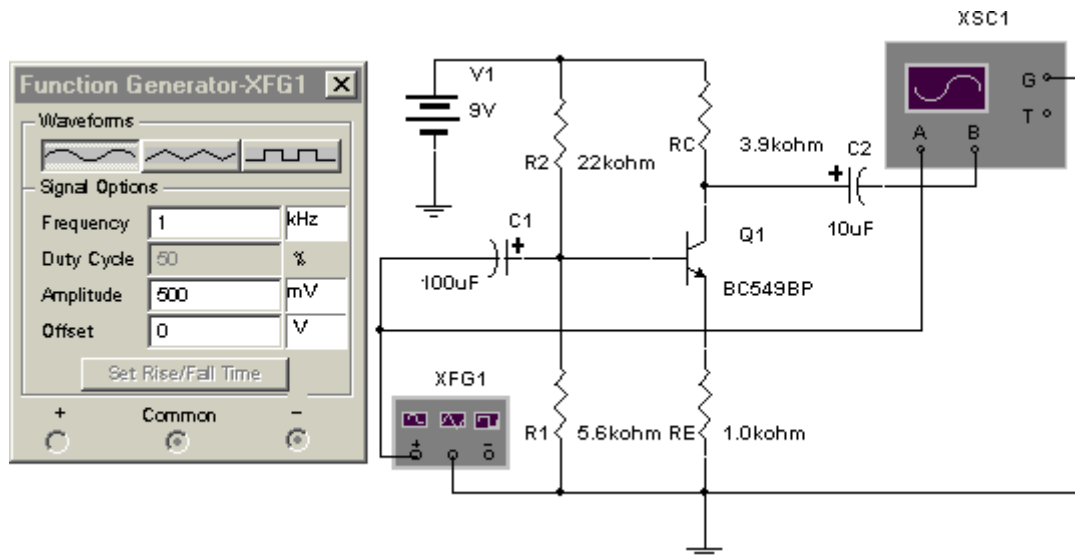 Function Generator-XFG1
Waveforms
Signal Options
Frequency 1 kHz
Duty Cycle 50 %
Amplitude 500 mV
Offset 0 V
Set Rise/Fall Time
+ Common -
V1
9V
R2 22kohm
RC 3.9kohm
C1
100uF
C2
10uF
Q1
BC549BP
XFG1
R1 5.6kohm
RE 1.0kohm
XSC1
G
T
A B